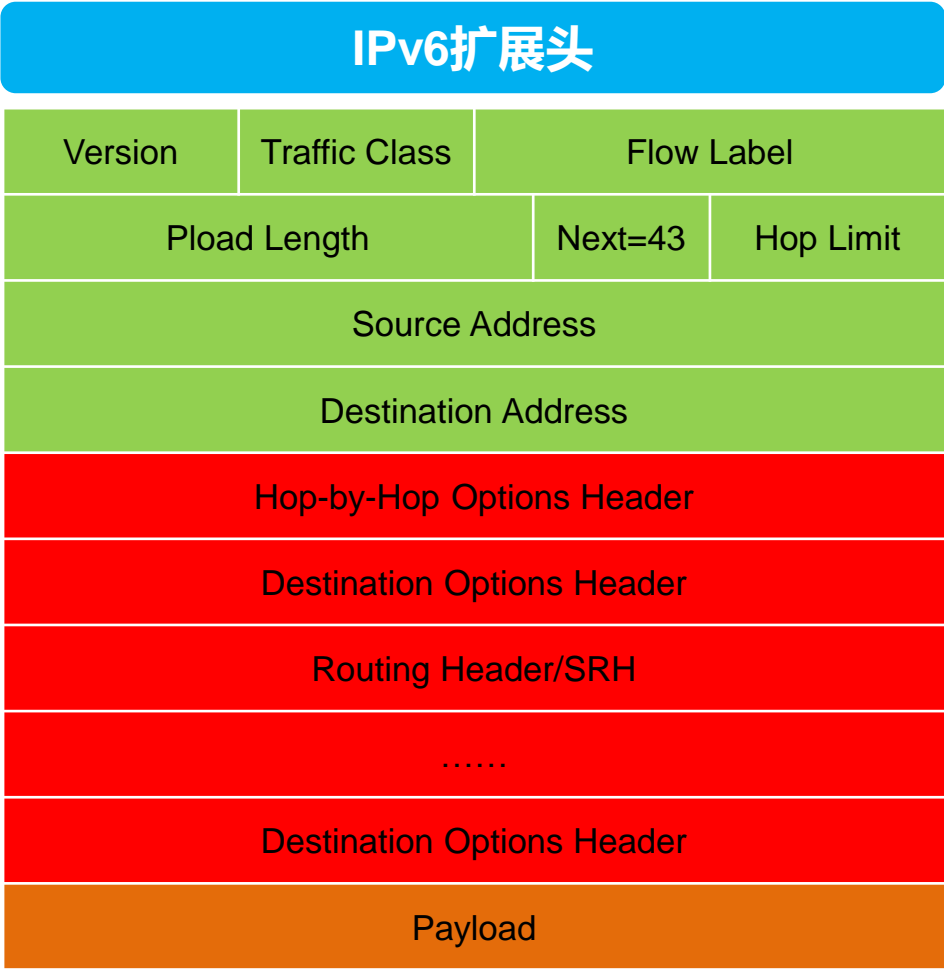 IPv6扩展头
Version Traffic Class Flow Label
Pload Length Next=43 Hop Limit
Source Address
Destination Address
Hop-by-Hop Options Header
Destination Options Header
Routing Header/SRH
……
Destination Options Header
Payload